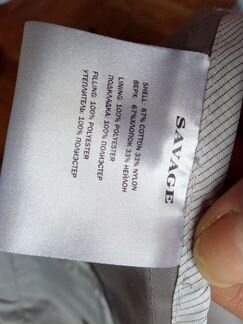 SAVAGE
SHELL: 67% COTTON 33% NYLON
ВЕРХ: 67%ХЛОПОК 33% НЕЙЛОН
LINING: 100% POLYESTER
ПОДКЛАДКА: 100% ПОЛИЭСТЕР
FILLING: 100% POLYESTER
УТЕПЛИТЕЛЬ: 100% ПОЛИЭСТЕР